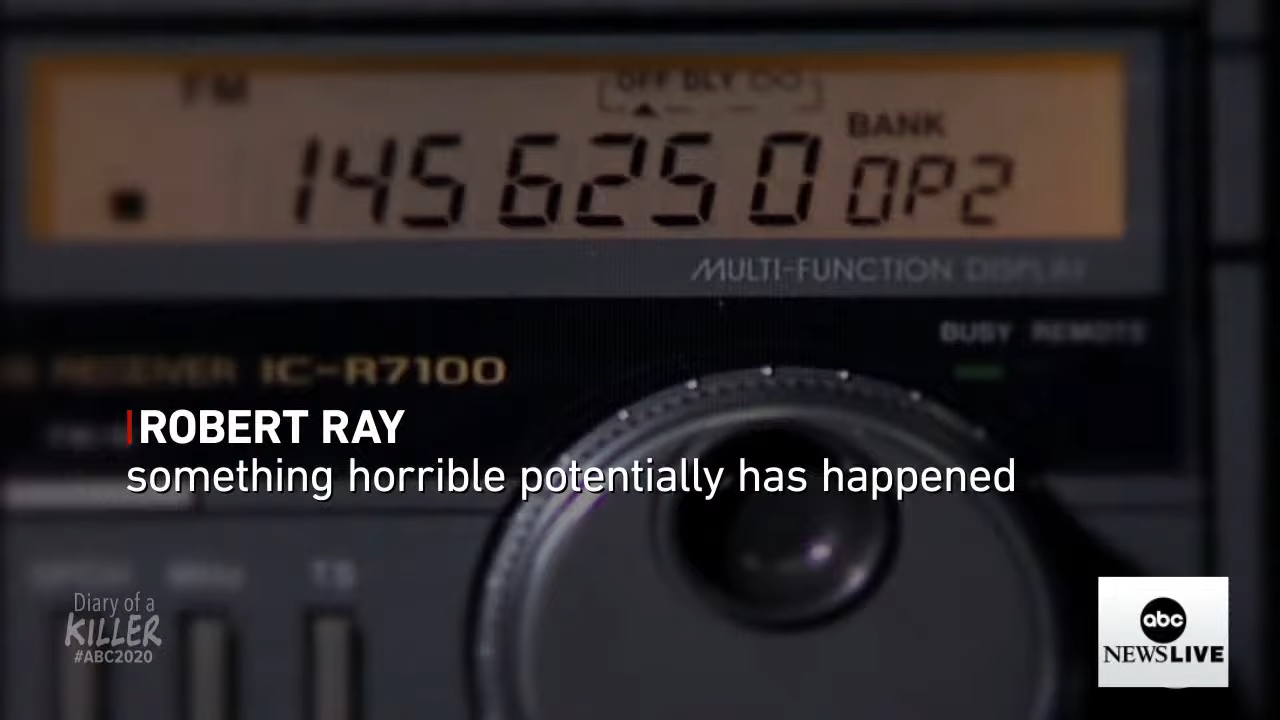 FM
OFF DLY
145 6250
BANK
0P2
MULTI-FUNCTION DISPLAY
BUSY REMOTE
RECEIVER IC-R7100
ROBERT RAY
something horrible potentially has happened
TS
Diary of a
KILLER
#ABC2020
abc
NEWS LIVE